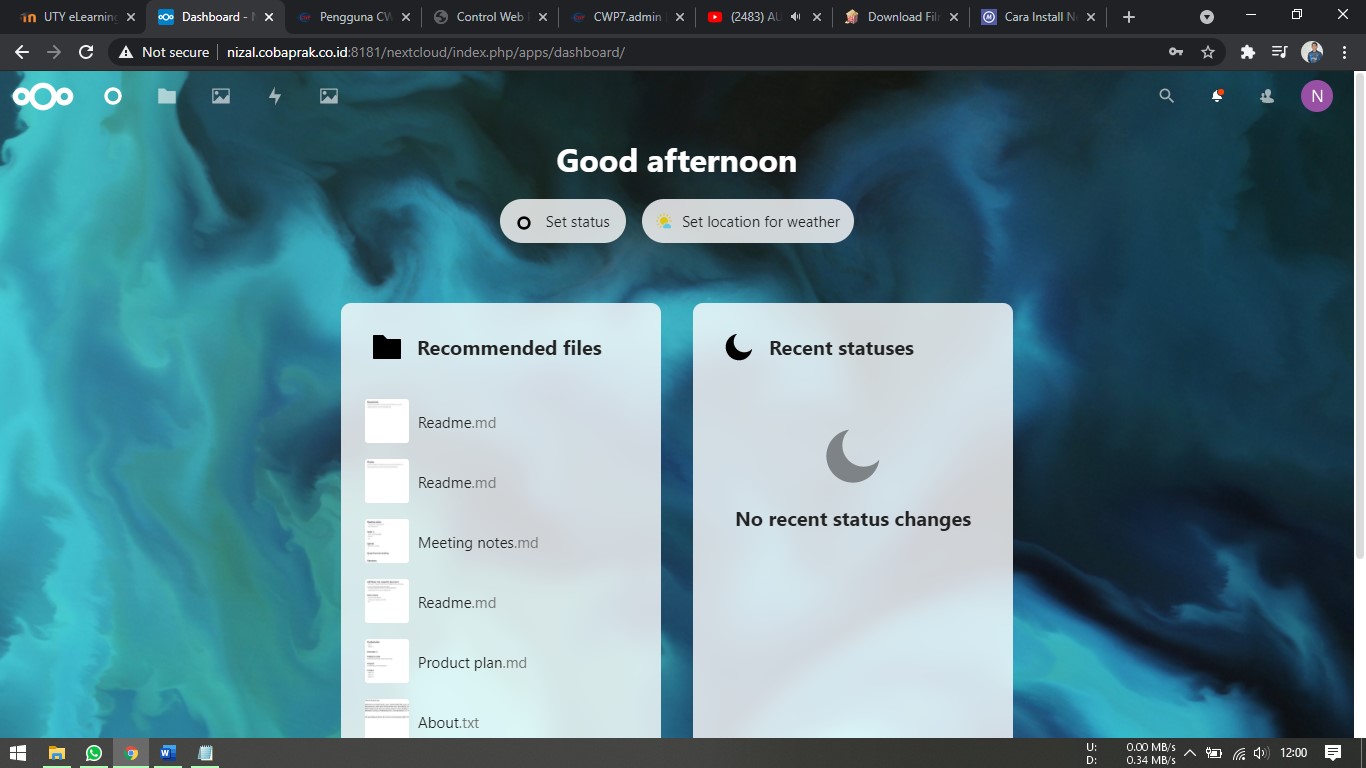 UTY eLearning
Dashboard - N
Pengguna CW
Control Web
CWP7.admin
(2483) AU
Download Film
Cara Install Ne
Not secure
nizal.cobaprak.co.id:8181/nextcloud/index.php/apps/dashboard/
N
Good afternoon
Set status
Set location for weather
Recommended files
Recent statuses
Readme.md
Readme.md
Meeting notes.md
No recent status changes
Readme.md
Product plan.md
About.txt
U: 0.00 MB/s
D: 0.34 MB/s
12:00